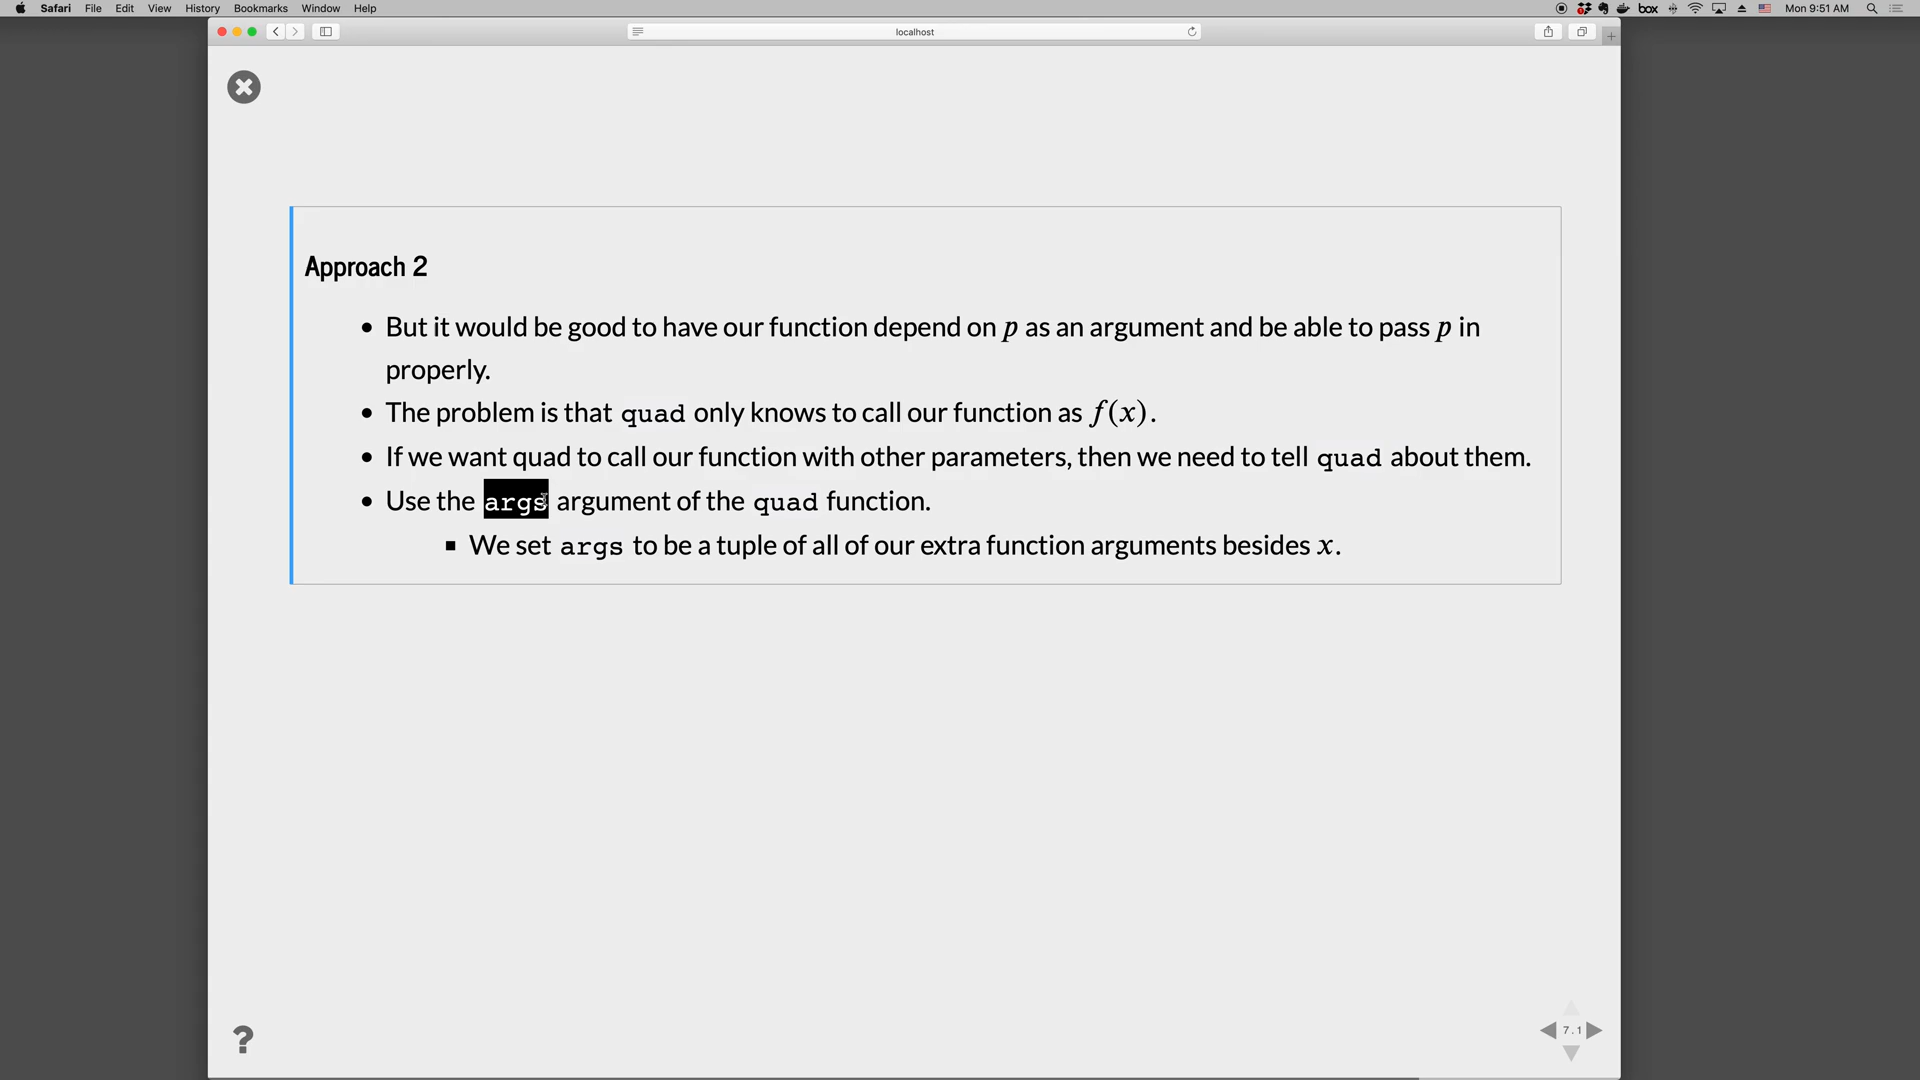 Safari File Edit View History Bookmarks Window Help box Mon 9:51 AM
localhost
Approach 2
• But it would be good to have our function depend on p as an argument and be able to pass p in
properly.
• The problem is that quad only knows to call our function as f(x).
• If we want quad to call our function with other parameters, then we need to tell quad about them.
• Use the args argument of the quad function.
▪ We set args to be a tuple of all of our extra function arguments besides x.
?
7.1